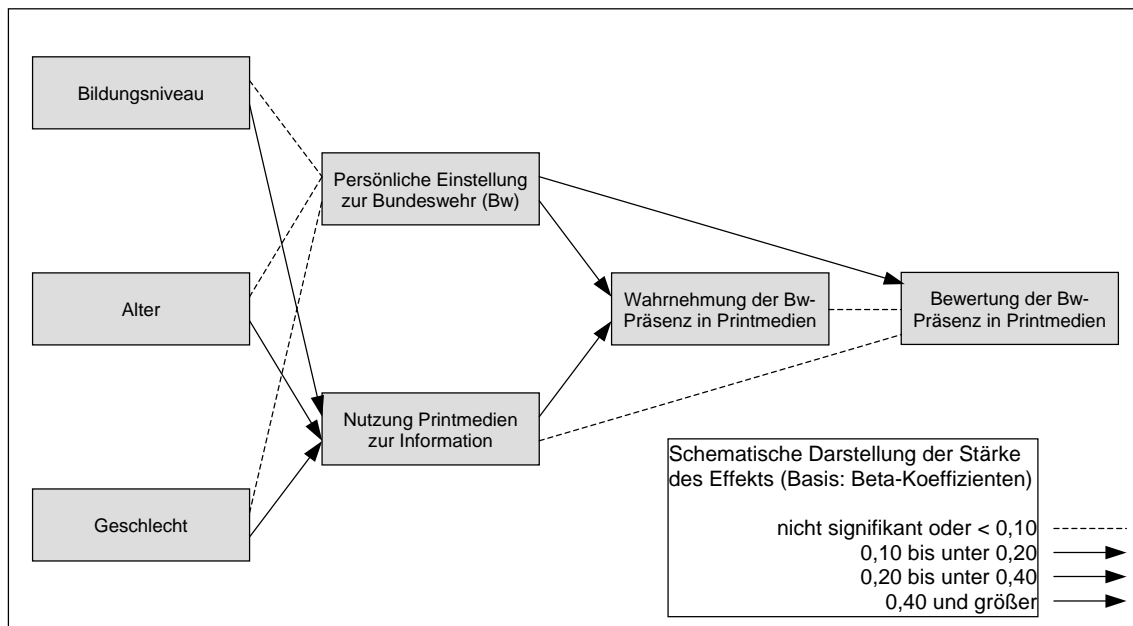 Bildungsniveau
Persönliche Einstellung
zur Bundeswehr (Bw)
Alter
Wahrnehmung der Bw-
Präsenz in Printmedien
Bewertung der Bw-
Präsenz in Printmedien
Nutzung Printmedien
zur Information
Geschlecht
Schematische Darstellung der Stärke
des Effekts (Basis: Beta-Koeffizienten)
nicht signifikant oder < 0,10
0,10 bis unter 0,20
0,20 bis unter 0,40
0,40 und größer